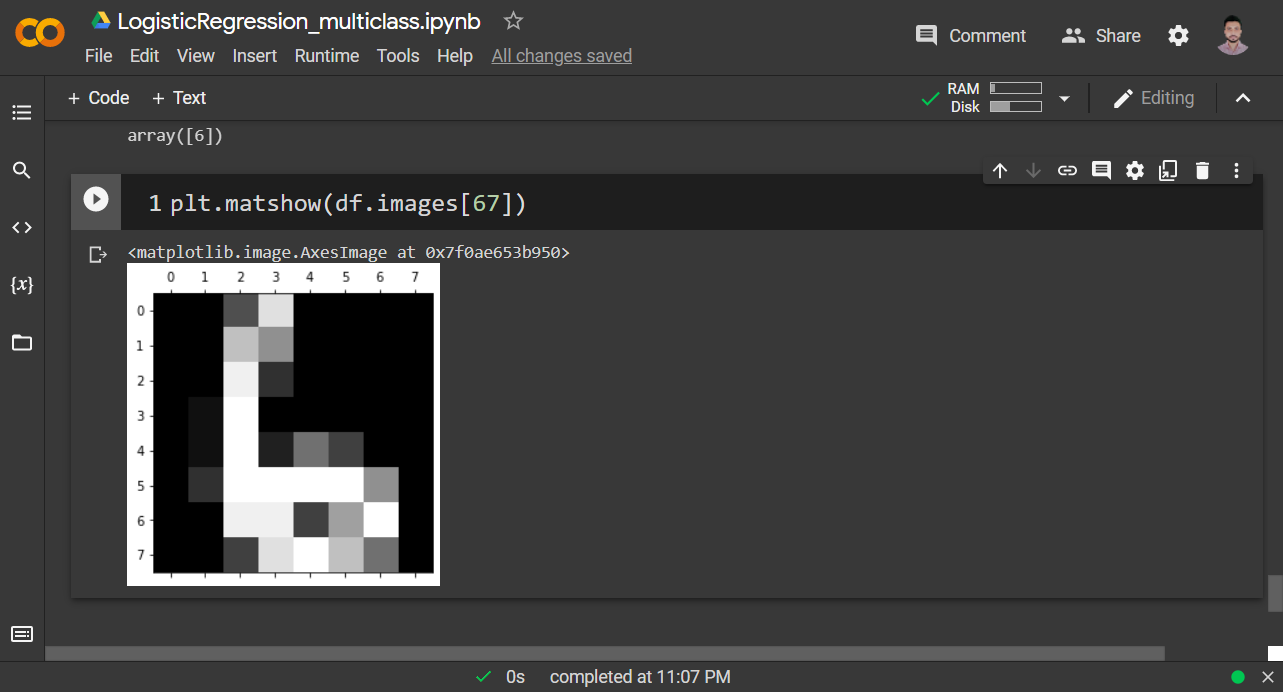 LogisticRegression_multiclass.ipynb
File Edit View Insert Runtime Tools Help All changes saved
Comment Share
+ Code + Text
RAM
Disk
Editing
array([6])
1 plt.matshow(df.images[67])
<matplotlib.image.AxesImage at 0x7f0ae653b950>
0 1 2 3 4 5 6 7
0
1
2
3
4
5
6
7
{x}
0s completed at 11:07 PM